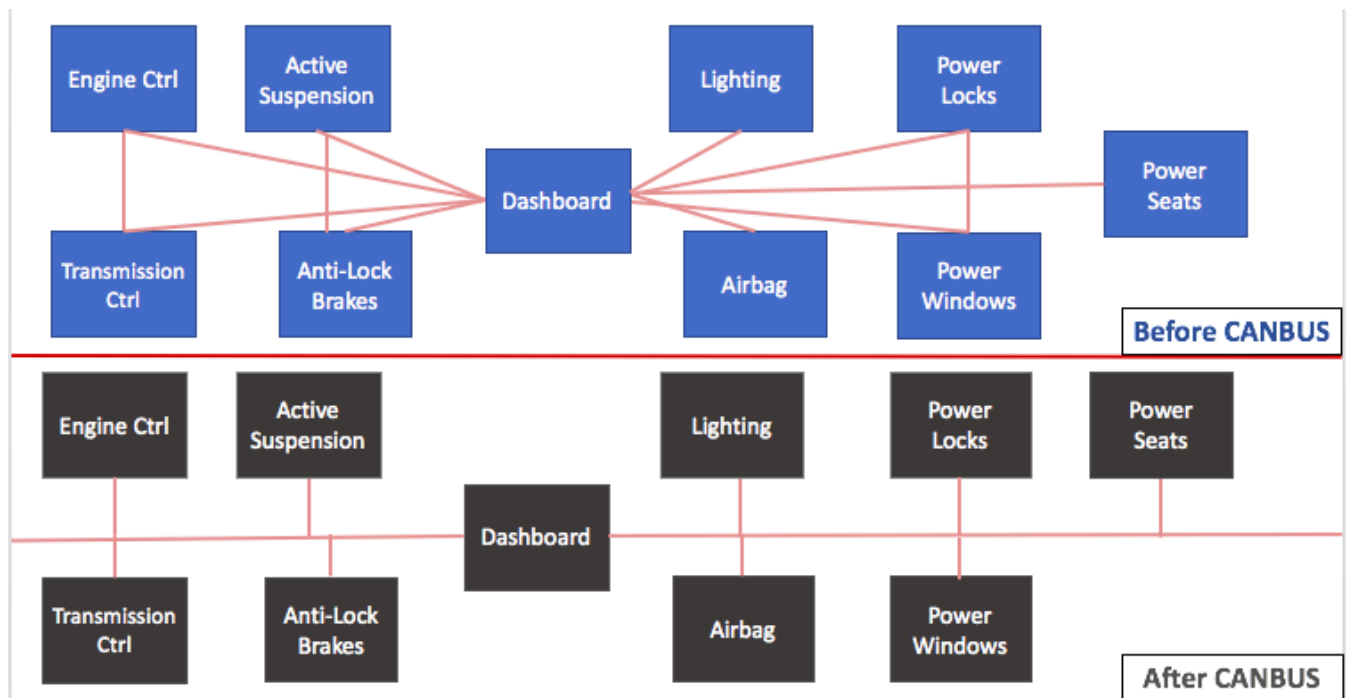 Engine Ctrl
Active
Suspension
Lighting
Power
Locks
Dashboard
Power
Seats
Transmission
Ctrl
Anti-Lock
Brakes
Airbag
Power
Windows
Before CANBUS
Engine Ctrl
Active
Suspension
Lighting
Power
Locks
Power
Seats
Dashboard
Transmission
Ctrl
Anti-Lock
Brakes
Airbag
Power
Windows
After CANBUS